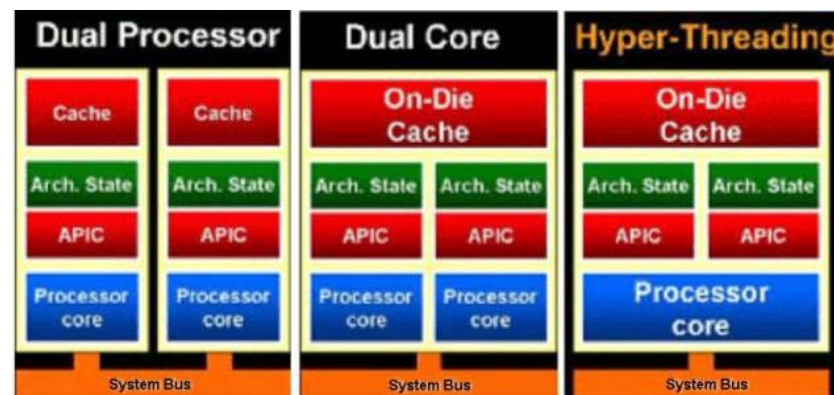 Dual Processor
Cache
Cache
Arch. State
Arch. State
APIC
APIC
Processor
core
Processor
core
System Bus
Dual Core
On-Die
Cache
Arch. State
Arch. State
APIC
APIC
Processor
core
Processor
core
System Bus
Hyper-Threading
On-Die
Cache
Arch. State
Arch. State
APIC
APIC
Processor
core
System Bus